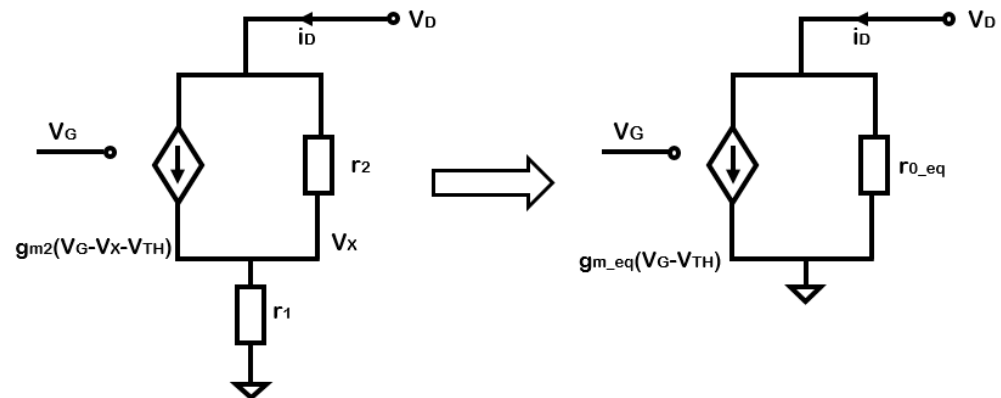 VD
iD
VG
r2
gm2(VG-VX-VTH)
VX
r1
VD
iD
VG
r0_eq
gm_eq(VG-VTH)